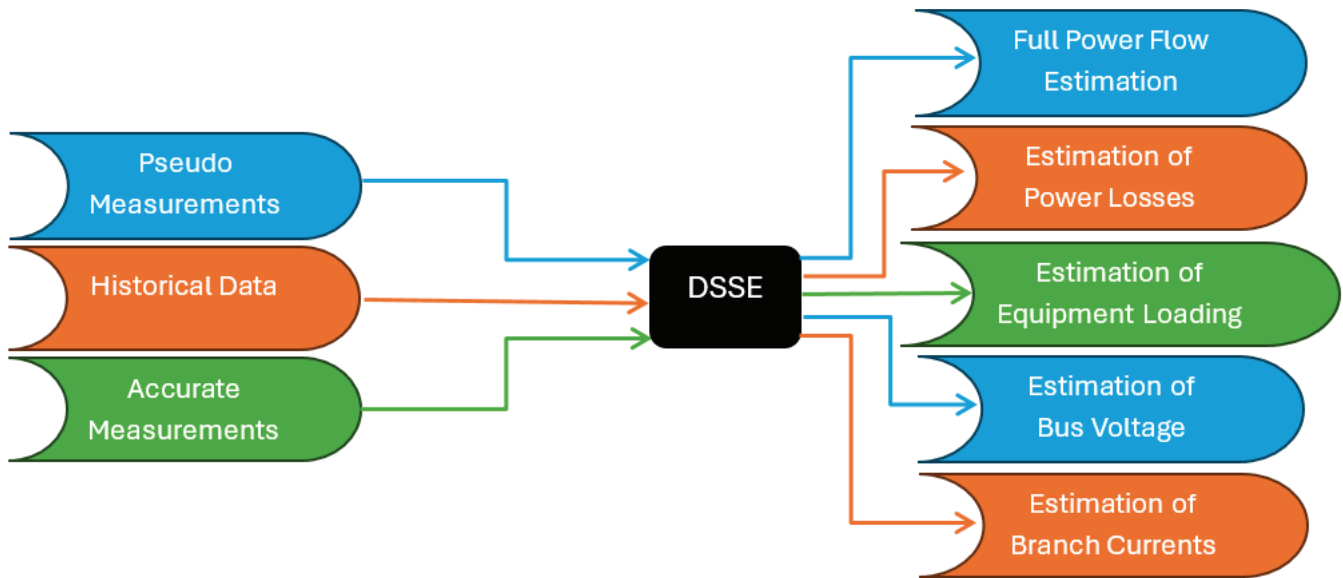 Pseudo
Measurements
Historical Data
Accurate
Measurements
DSSE
Full Power Flow
Estimation
Estimation of
Power Losses
Estimation of
Equipment Loading
Estimation of
Bus Voltage
Estimation of
Branch Currents